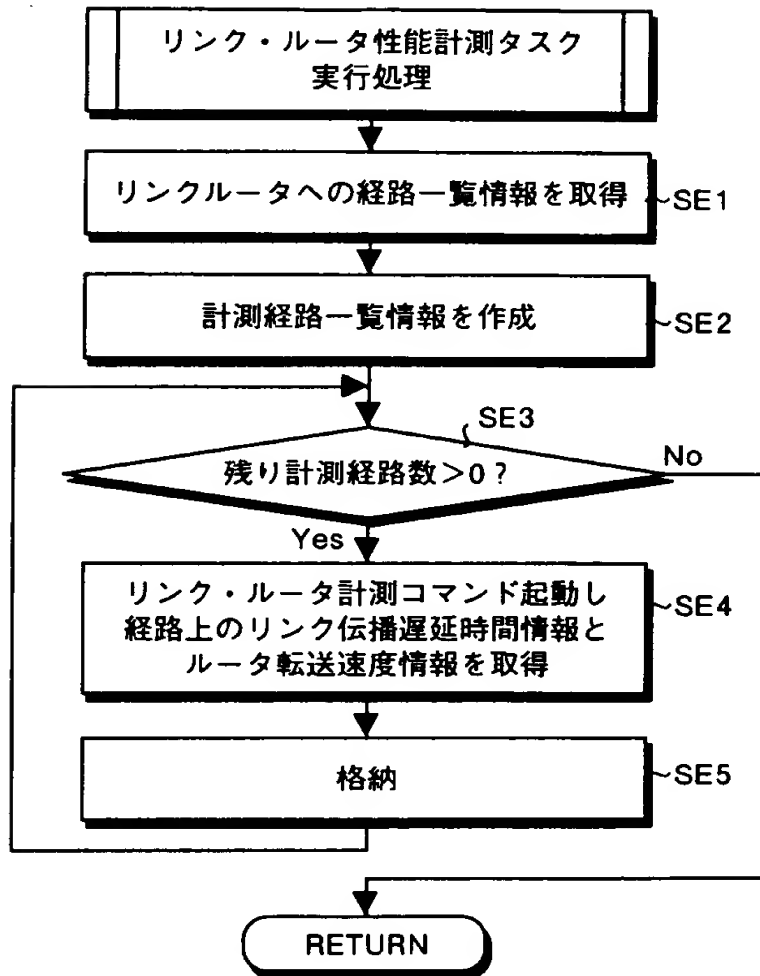 リンク・ルータ性能計測タスク
実行処理
リンクルータへの経路一覧情報を取得
SE1
計測経路一覧情報を作成
SE2
SE3
残り計測経路数>0?
No
Yes
リンク・ルータ計測コマンド起動し
経路上のリンク伝播遅延時間情報と
ルータ転送速度情報を取得
SE4
格納
SE5
RETURN